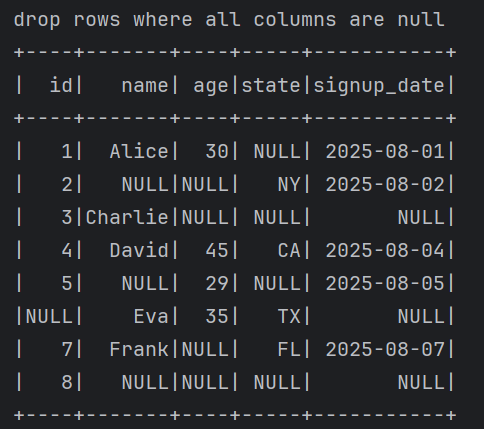 drop rows where all columns are null
+----+-------+----+-----+-----------+
|  id|   name| age|state|signup_date|
+----+-------+----+-----+-----------+
|   1|  Alice|  30| NULL| 2025-08-01|
|   2|   NULL|NULL|   NY| 2025-08-02|
|   3|Charlie|NULL| NULL|       NULL|
|   4|  David|  45|   CA| 2025-08-04|
|   5|   NULL|  29| NULL| 2025-08-05|
|NULL|    Eva|  35|   TX|       NULL|
|   7|  Frank|NULL|   FL| 2025-08-07|
|   8|   NULL|NULL| NULL|       NULL|
+----+-------+----+-----+-----------+